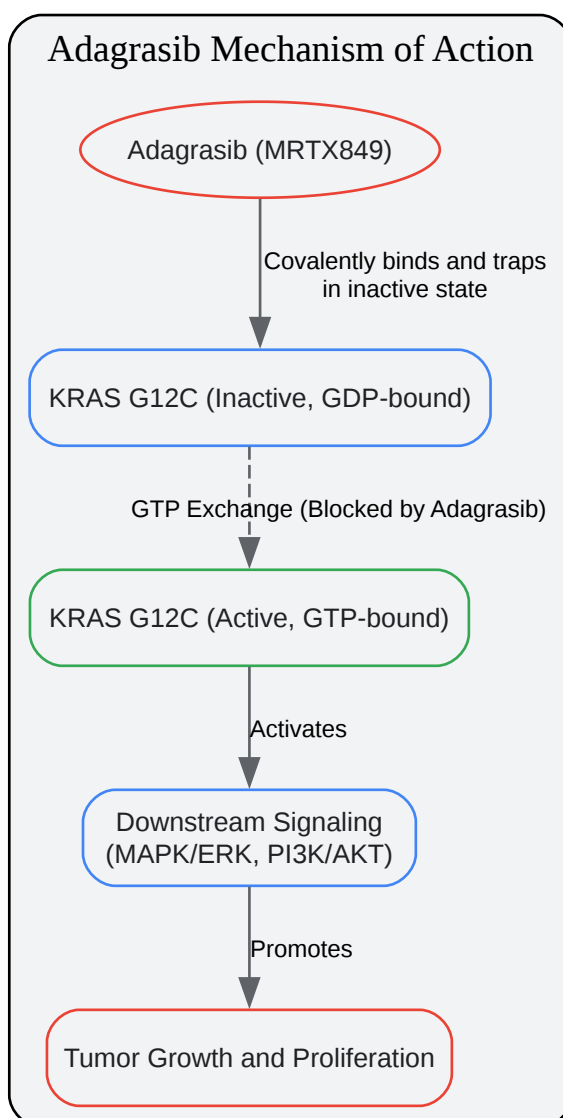 Adagrasib Mechanism of Action
Adagrasib (MRTX849)
Covalently binds and traps
in inactive state
KRAS G12C (Inactive, GDP-bound)
GTP Exchange (Blocked by Adagrasib)
KRAS G12C (Active, GTP-bound)
Activates
Downstream Signaling
(MAPK/ERK, PI3K/AKT)
Promotes
Tumor Growth and Proliferation